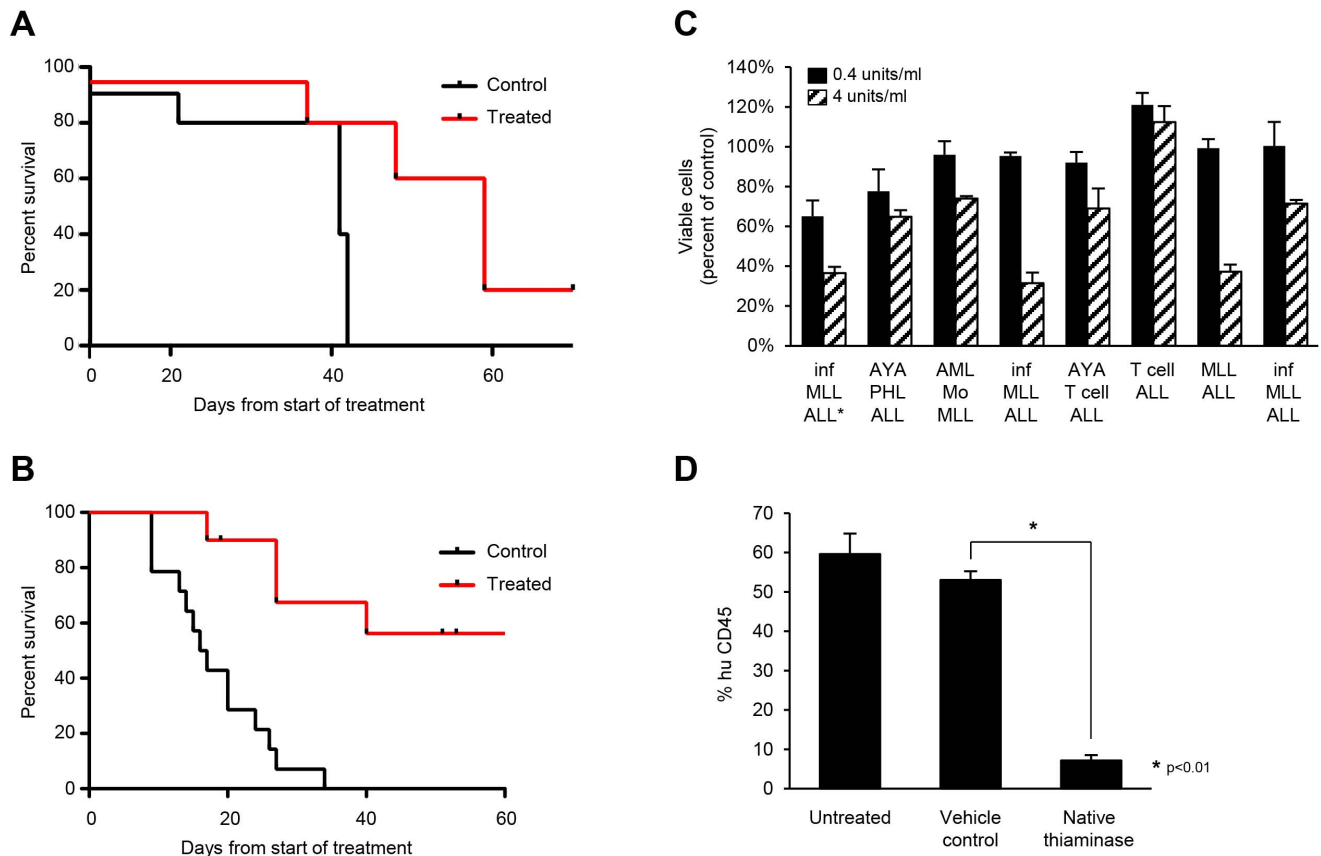 A
100
80
60
40
20
0
Percent survival
Control
Treated
0
20
40
60
Days from start of treatment
B
100
80
60
40
20
0
Percent survival
Control
Treated
0
20
40
60
Days from start of treatment
C
140%
120%
100%
80%
60%
40%
20%
0%
Viable cells
(percent of control)
0.4 units/ml
4 units/ml
inf
MLL
ALL*
AYA
PHL
ALL
AML
Mo
MLL
inf
MLL
ALL
AYA
T cell
ALL
T cell
ALL
MLL
ALL
inf
MLL
ALL
D
70
60
50
40
30
20
10
0
% hu CD45
*
* p<0.01
Untreated
Vehicle
control
Native
thiaminase